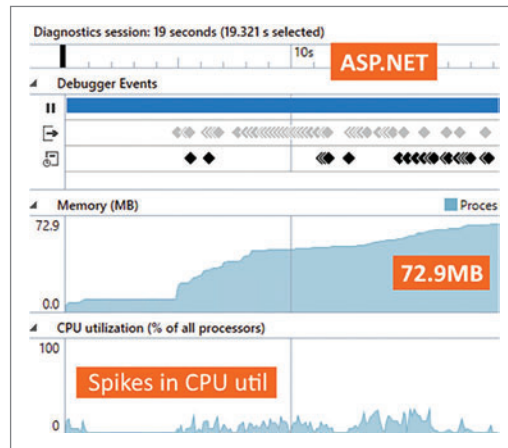 Diagnostics session: 19 seconds (19.321 s selected)
10s
ASP.NET
Debugger Events
Memory (MB)
Proces
72.9
72.9MB
0.0
CPU utilization (% of all processors)
100
Spikes in CPU util
0